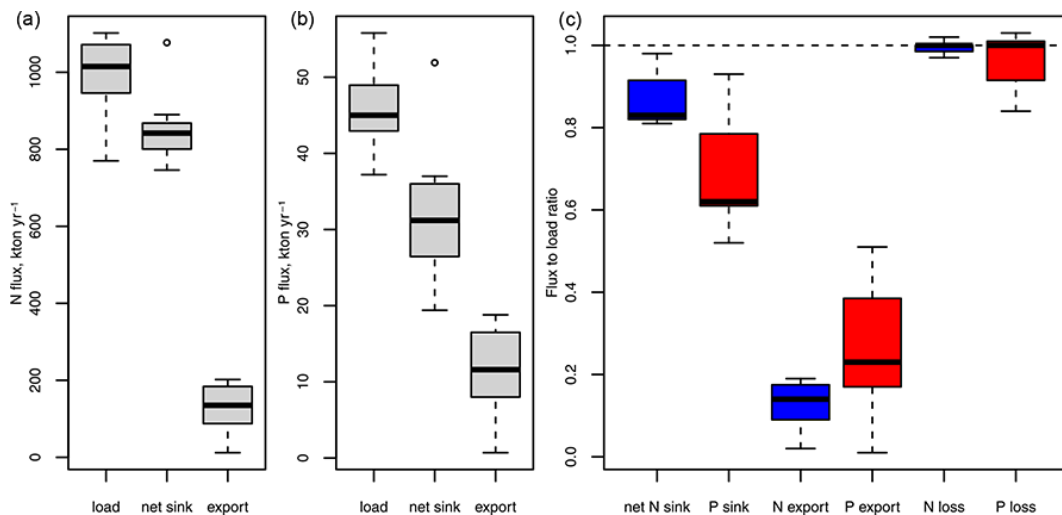 (a)
N flux, kton yr⁻¹
0
200
400
600
800
1000
load net sink export
(b)
P flux, kton yr⁻¹
0
10
20
30
40
50
load net sink export
(c)
Flux to load ratio
0.0
0.2
0.4
0.6
0.8
1.0
net N sink P sink N export P export N loss P loss